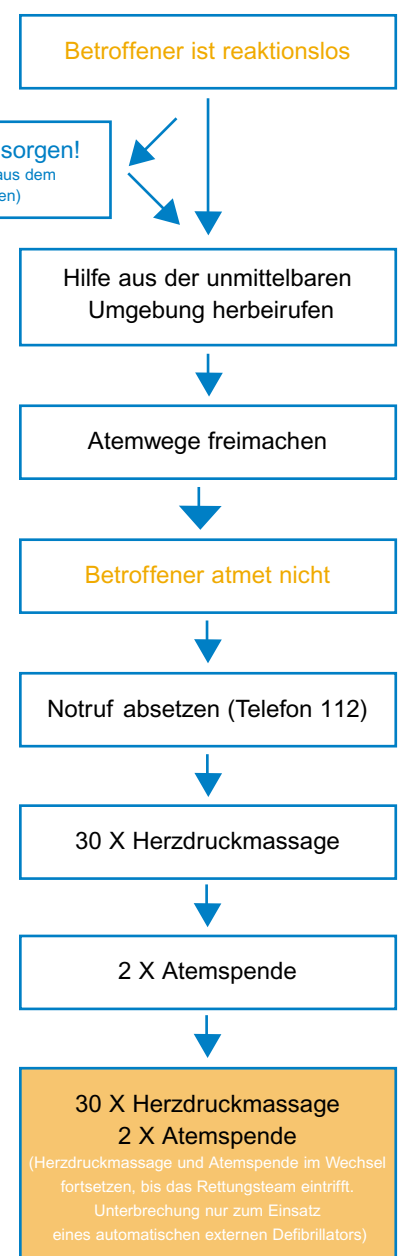 Betroffener ist reaktionslos
sorgen!
aus dem
Hilfe aus der unmittelbaren
Umgebung herbeirufen
Atemwege freimachen
Betroffener atmet nicht
Notruf absetzen (Telefon 112)
30 X Herzdruckmassage
2 X Atemspende
30 X Herzdruckmassage
2 X Atemspende
(Herzdruckmassage und Atemspende im Wechsel
fortsetzen, bis das Rettungsteam eintrifft.
Unterbrechung nur zum Einsatz
eines automatischen externen Defibrillators)